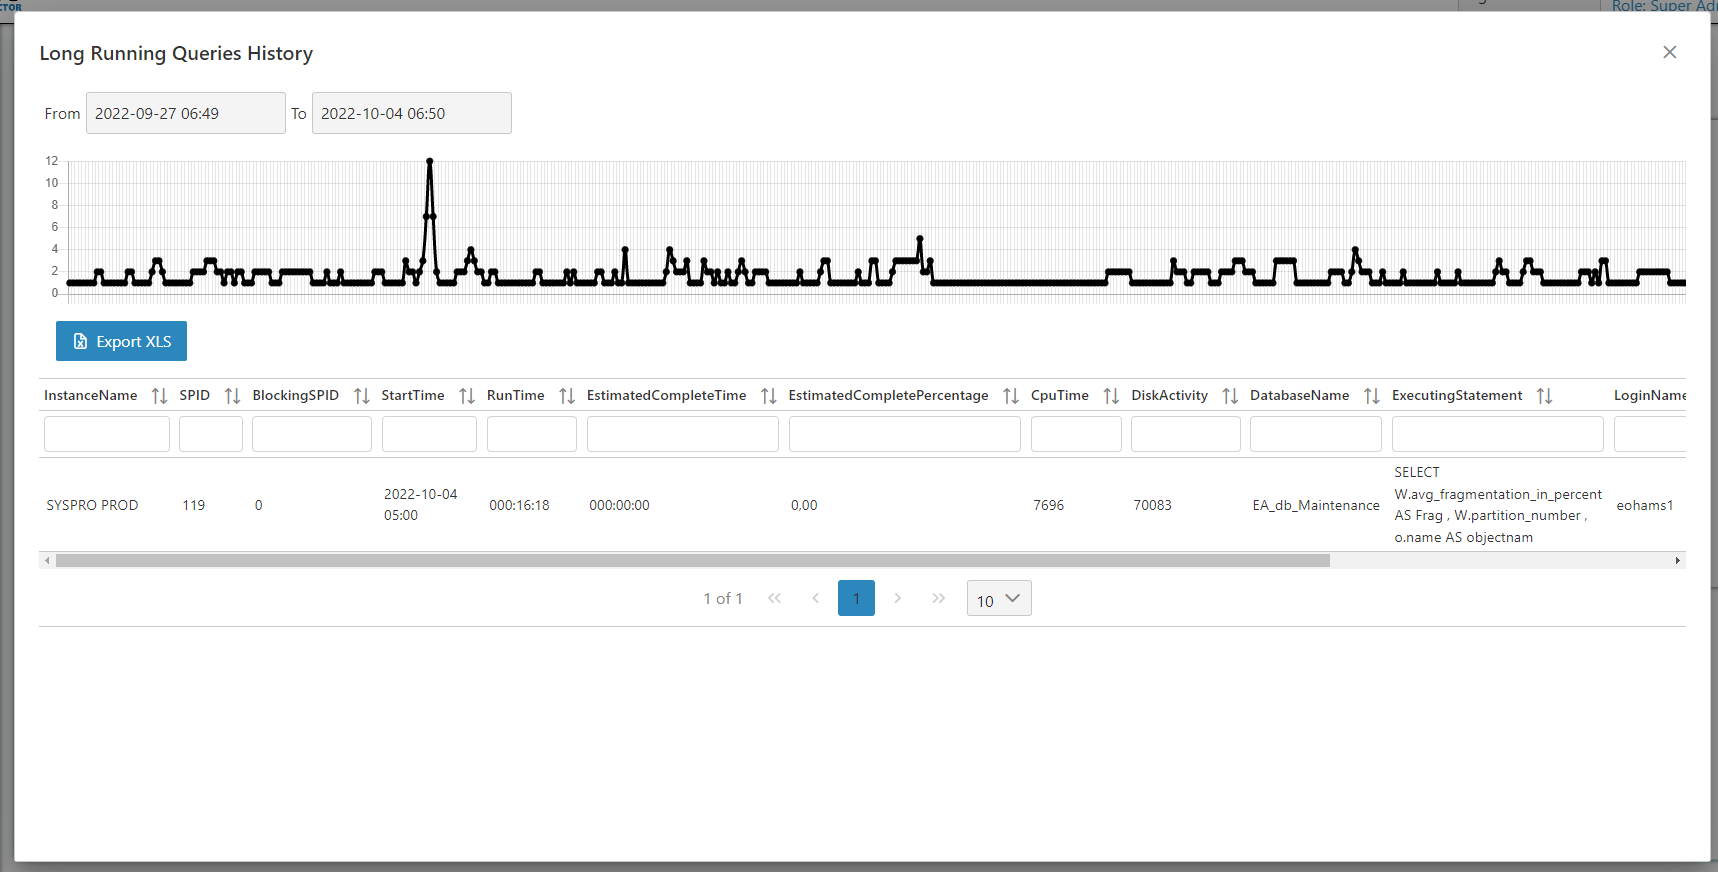 CTOR
Role: Super Adm
Long Running Queries History
From 2022-09-27 06:49 To 2022-10-04 06:50
12
10
8
6
4
2
0
Export XLS
InstanceName SPID BlockingSPID StartTime RunTime EstimatedCompleteTime EstimatedCompletePercentage CpuTime DiskActivity DatabaseName ExecutingStatement LoginName
SYSPRO PROD 119 0 2022-10-04 05:00 000:16:18 000:00:00 0,00 7696 70083 EA_db_Maintenance
SELECT
W.avg_fragmentation_in_percent
AS Frag , W.partition_number ,
o.name AS objectnam
eohams1
1 of 1 1 10